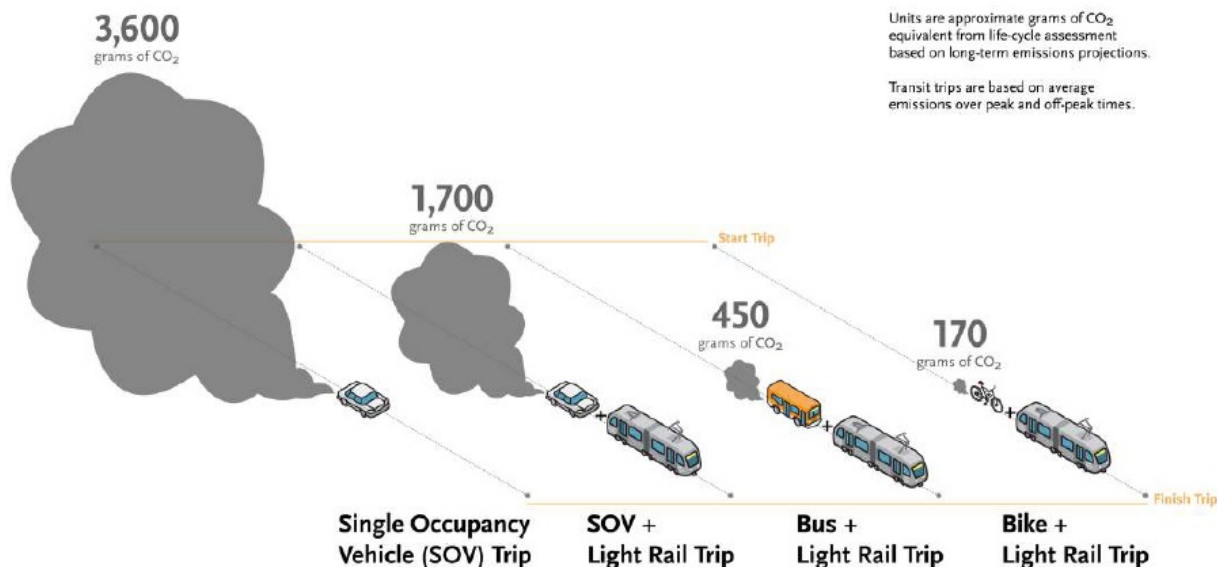 3,600
grams of CO₂
Units are approximate grams of CO₂
equivalent from life-cycle assessment
based on long-term emissions projections.
Transit trips are based on average
emissions over peak and off-peak times.
1,700
grams of CO₂
Start Trip
450
grams of CO₂
170
grams of CO₂
+
+
+
Finish Trip
Single Occupancy
Vehicle (SOV) Trip
SOV +
Light Rail Trip
Bus +
Light Rail Trip
Bike +
Light Rail Trip